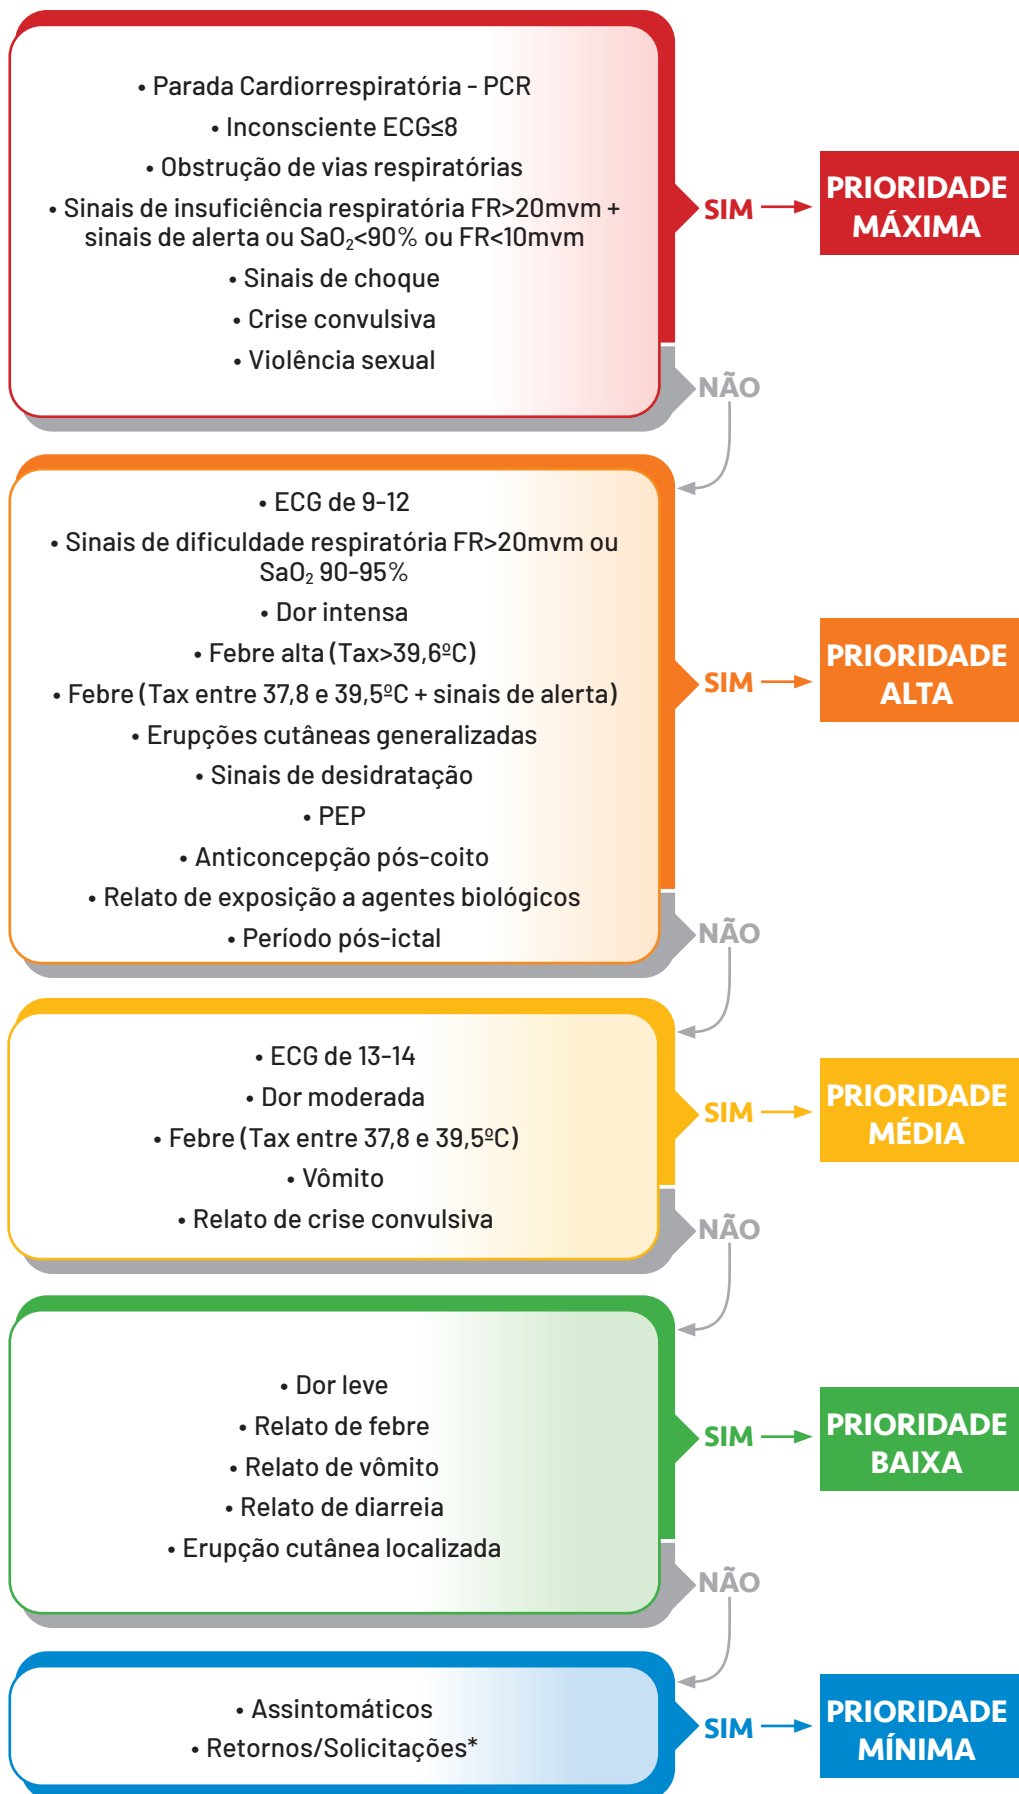 • Parada Cardiorrespiratória - PCR
• Inconsciente ECG≤8
• Obstrução de vias respiratórias
• Sinais de insuficiência respiratória FR>20mvm +
sinais de alerta ou SaO₂<90% ou FR<10mvm
• Sinais de choque
• Crise convulsiva
• Violência sexual
SIM
PRIORIDADE
MÁXIMA
NÃO
• ECG de 9-12
• Sinais de dificuldade respiratória FR>20mvm ou
SaO₂ 90-95%
• Dor intensa
• Febre alta (Tax>39,6ºC)
• Febre (Tax entre 37,8 e 39,5ºC + sinais de alerta)
• Erupções cutâneas generalizadas
• Sinais de desidratação
• PEP
• Anticoncepção pós-coito
• Relato de exposição a agentes biológicos
• Período pós-ictal
SIM
PRIORIDADE
ALTA
NÃO
• ECG de 13-14
• Dor moderada
• Febre (Tax entre 37,8 e 39,5ºC)
• Vômito
• Relato de crise convulsiva
SIM
PRIORIDADE
MÉDIA
NÃO
• Dor leve
• Relato de febre
• Relato de vômito
• Relato de diarreia
• Erupção cutânea localizada
SIM
PRIORIDADE
BAIXA
NÃO
• Assintomáticos
• Retornos/Solicitações*
SIM
PRIORIDADE
MÍNIMA